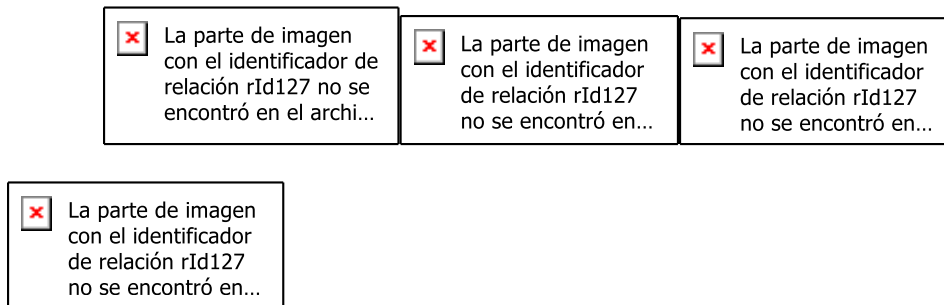 La parte de imagen
con el identificador de
relación rId127 no se
encontró en el archi...
La parte de imagen
con el identificador
de relación rId127
no se encontró en...
La parte de imagen
con el identificador
de relación rId127
no se encontró en...
La parte de imagen
con el identificador
de relación rId127
no se encontró en...